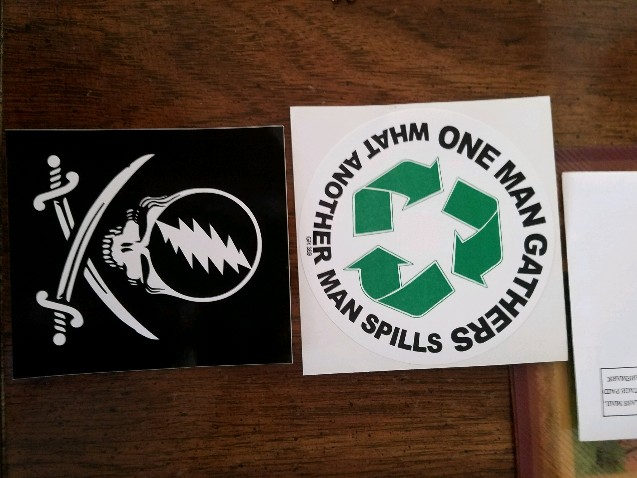 ONE MAN GATHERS
WHAT ANOTHER MAN SPILLS